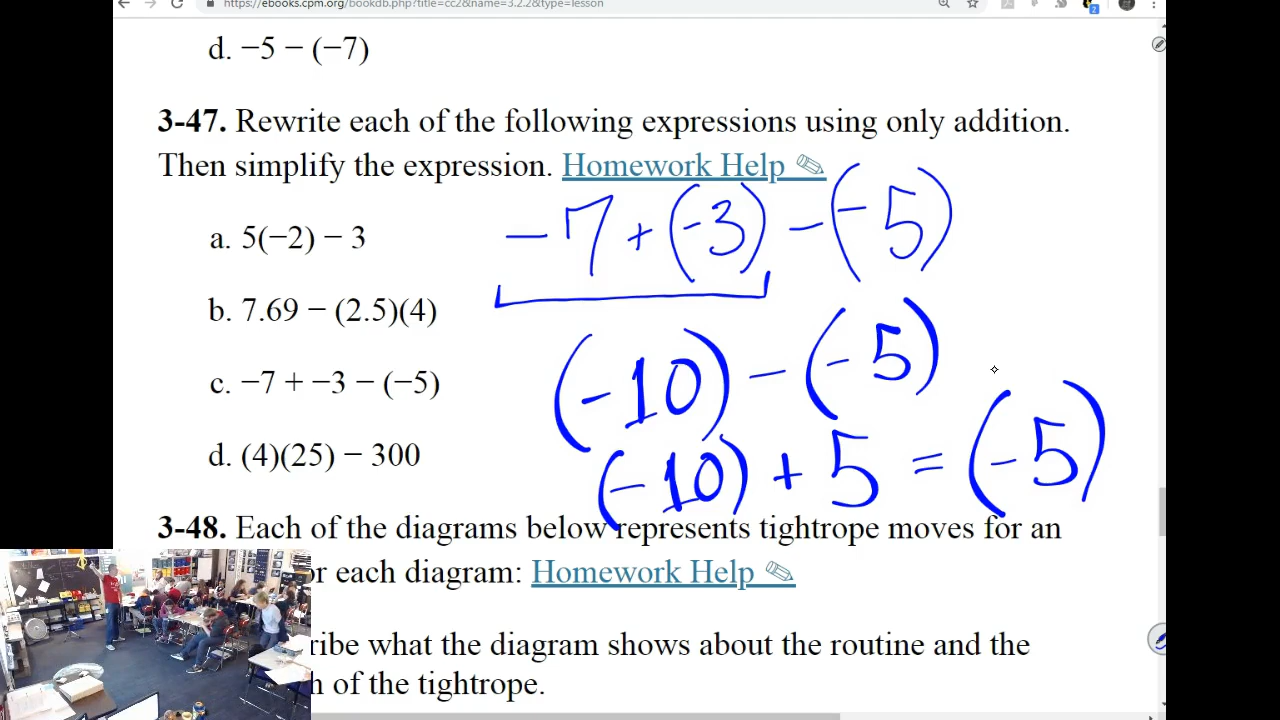 https://ebooks.cpm.org/bookdb.php?title=cc2&name=3.2.2&type=lesson
2
d. −5 − (−7)
3-47. Rewrite each of the following expressions using only addition.
Then simplify the expression. Homework Help
−7 + (−3) − (−5)
a. 5(−2) − 3
b. 7.69 − (2.5)(4)
(−10) − (−5)
c. −7 + −3 − (−5)
(−10) + 5 = (−5)
d. (4)(25) − 300
3-48. Each of the diagrams below represents tightrope moves for an
or each diagram: Homework Help
ribe what the diagram shows about the routine and the
of the tightrope.